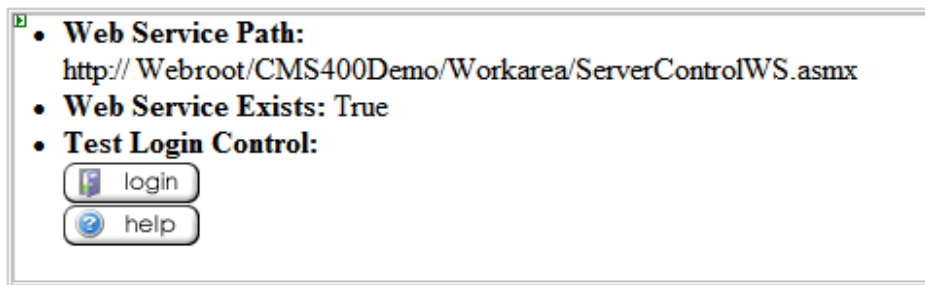 Web Service Path:
http:// Webroot/CMS400Demo/Workarea/ServerControlWS.asmx
Web Service Exists: True
Test Login Control:
login
help